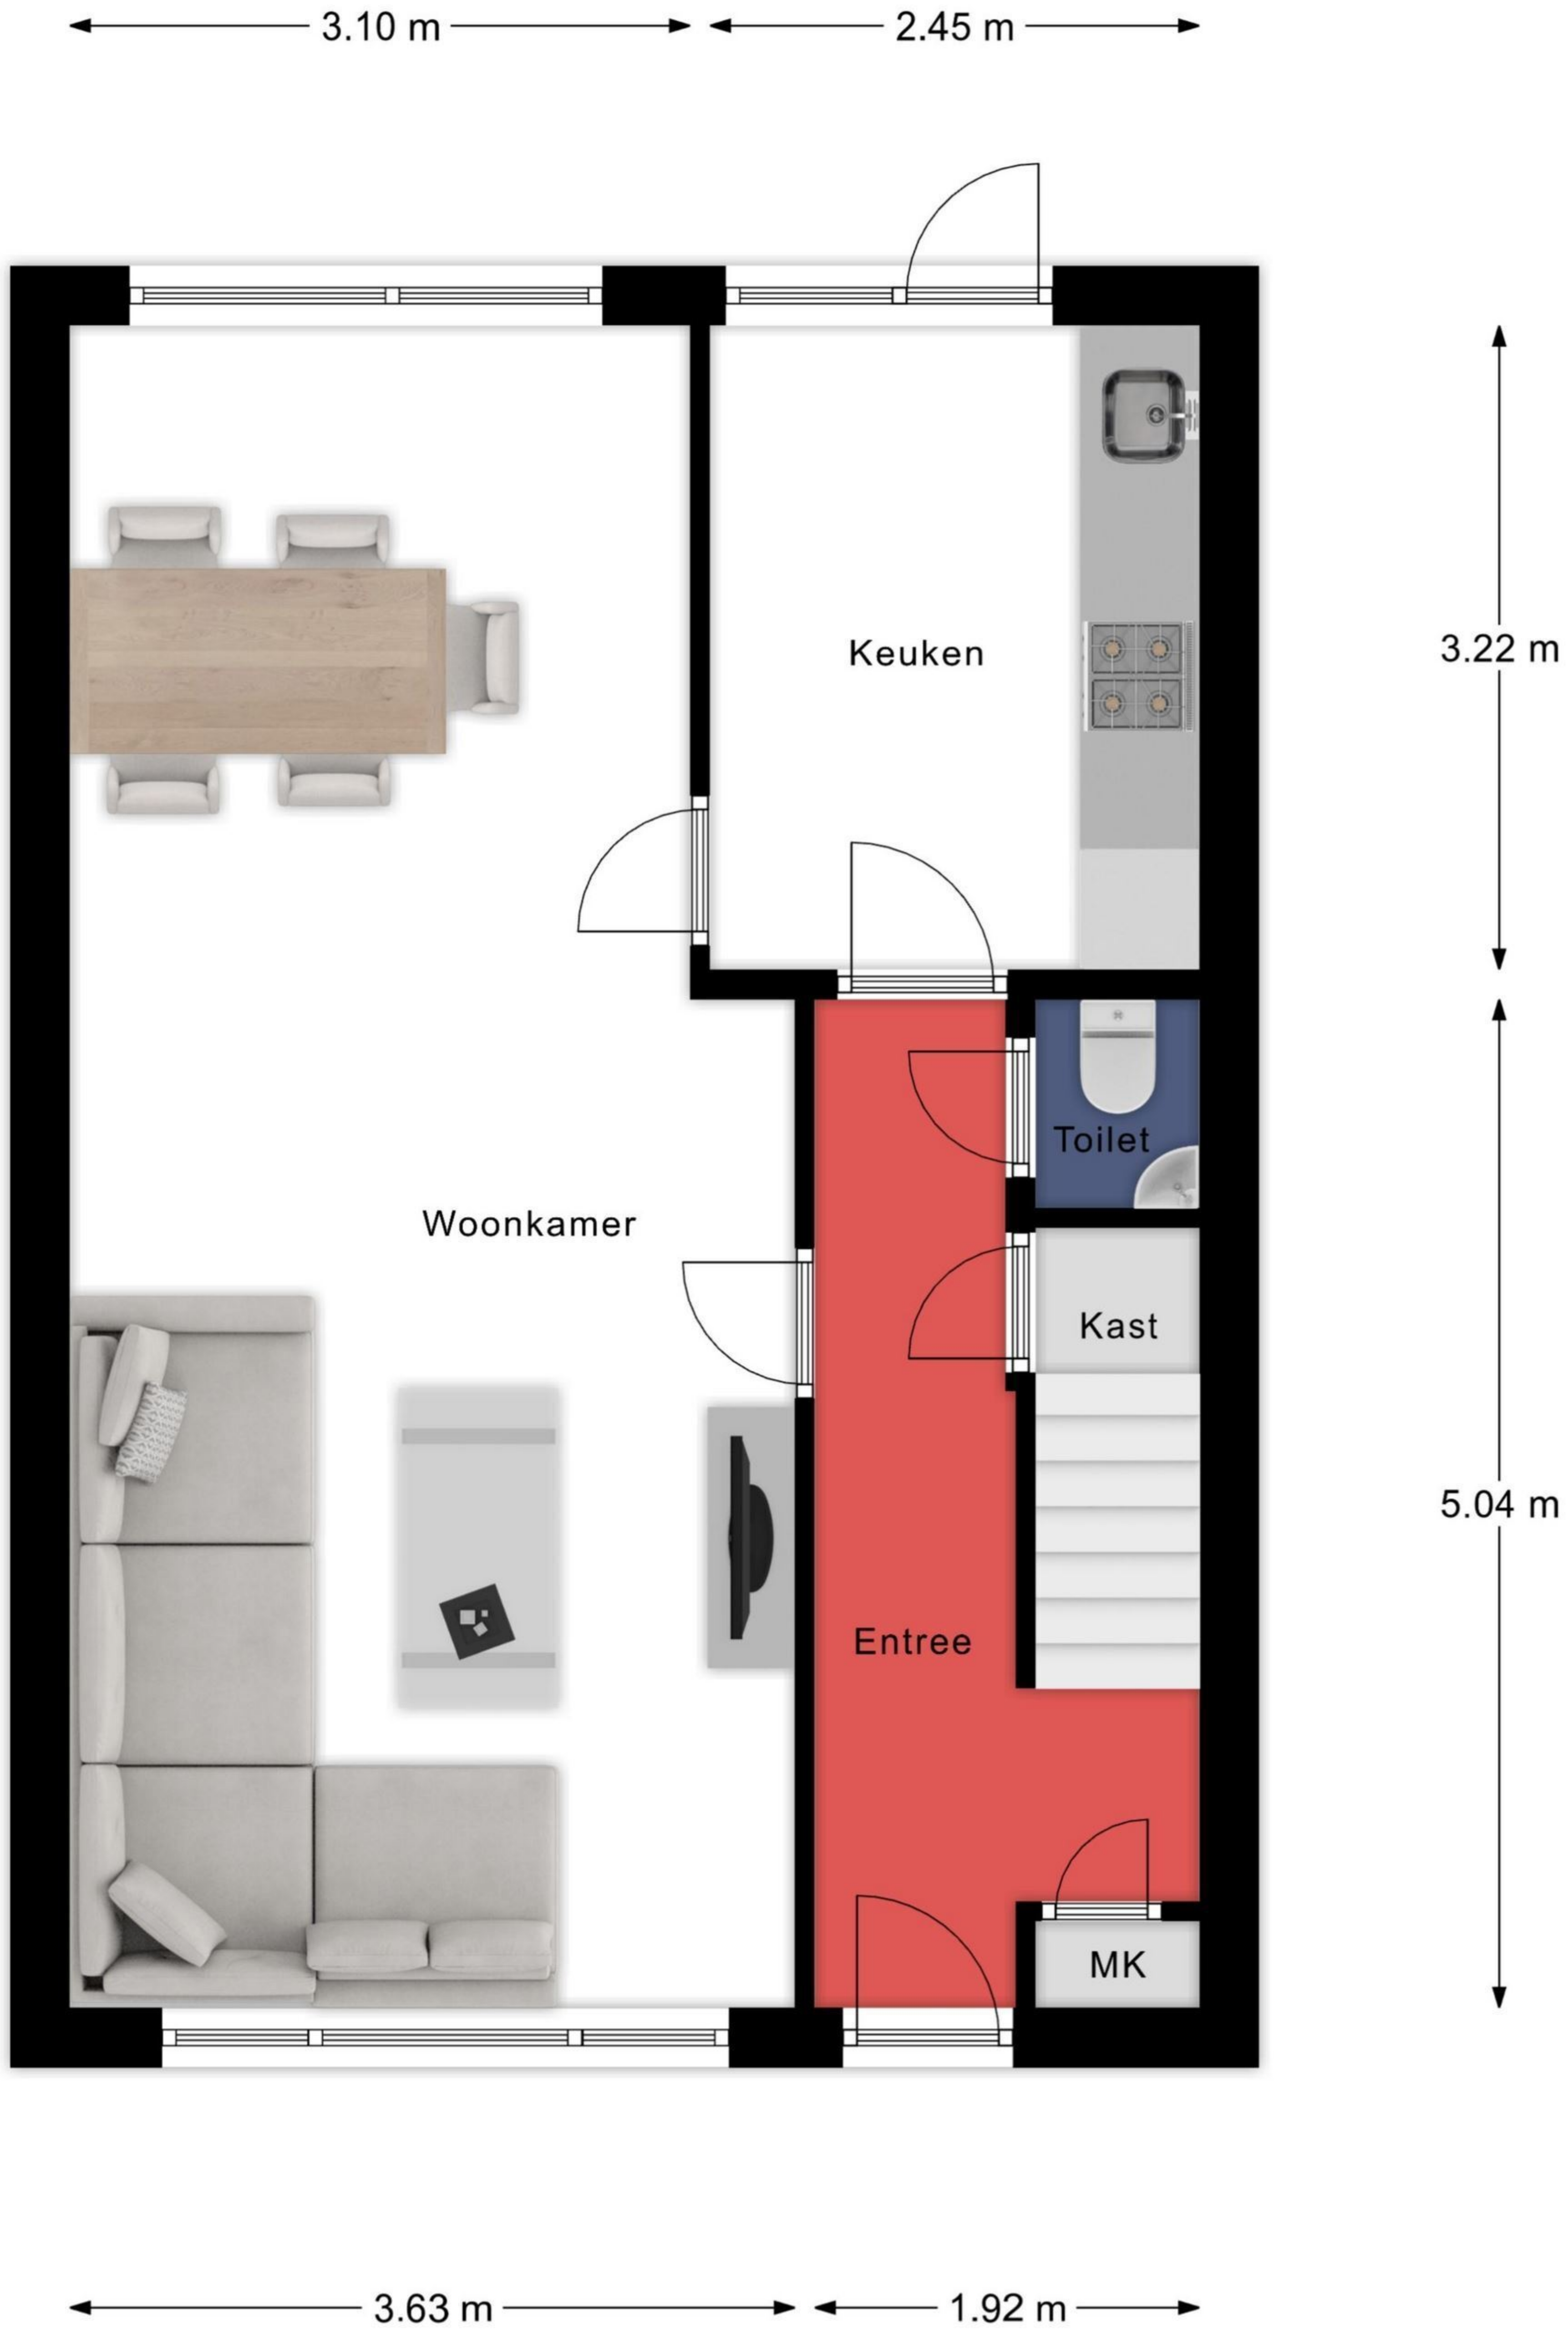 3.10 m
2.45 m
Keuken
3.22 m
Toilet
Woonkamer
Kast
5.04 m
Entree
MK
3.63 m
1.92 m